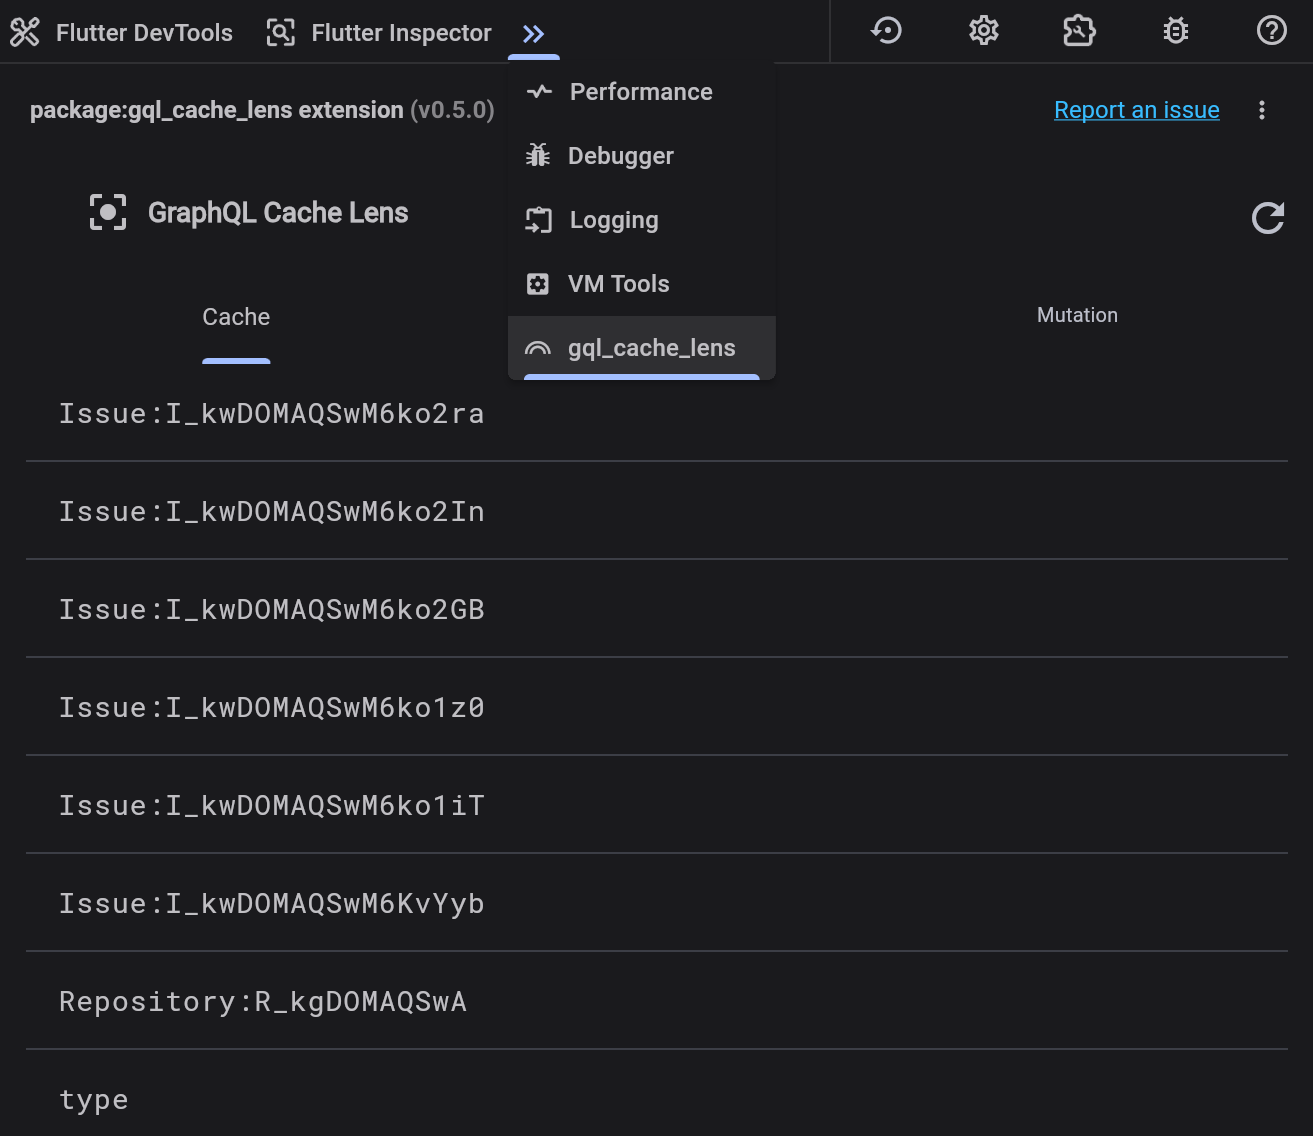 Flutter DevTools
Flutter Inspector
Performance
package:gql_cache_lens extension (v0.5.0)
Report an issue
Debugger
GraphQL Cache Lens
Logging
VM Tools
Cache
Mutation
gql_cache_lens
Issue:I_kwDOMAQSwM6ko2ra
Issue:I_kwDOMAQSwM6ko2In
Issue:I_kwDOMAQSwM6ko2GB
Issue:I_kwDOMAQSwM6ko1z0
Issue:I_kwDOMAQSwM6ko1iT
Issue:I_kwDOMAQSwM6KvYyb
Repository:R_kgDOMAQSwA
type